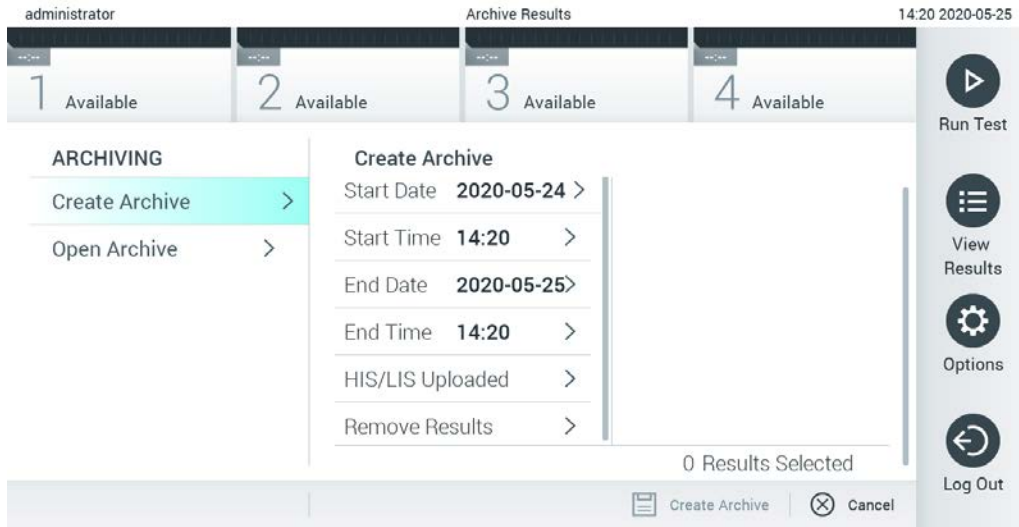 administrator
Archive Results
14:20 2020-05-25
--:--
1 Available
--:--
2 Available
--:--
3 Available
--:--
4 Available
Run Test
View
Results
Options
Log Out
ARCHIVING
Create Archive
Open Archive
Create Archive
Start Date 2020-05-24
Start Time 14:20
End Date 2020-05-25
End Time 14:20
HIS/LIS Uploaded
Remove Results
0 Results Selected
Create Archive
Cancel